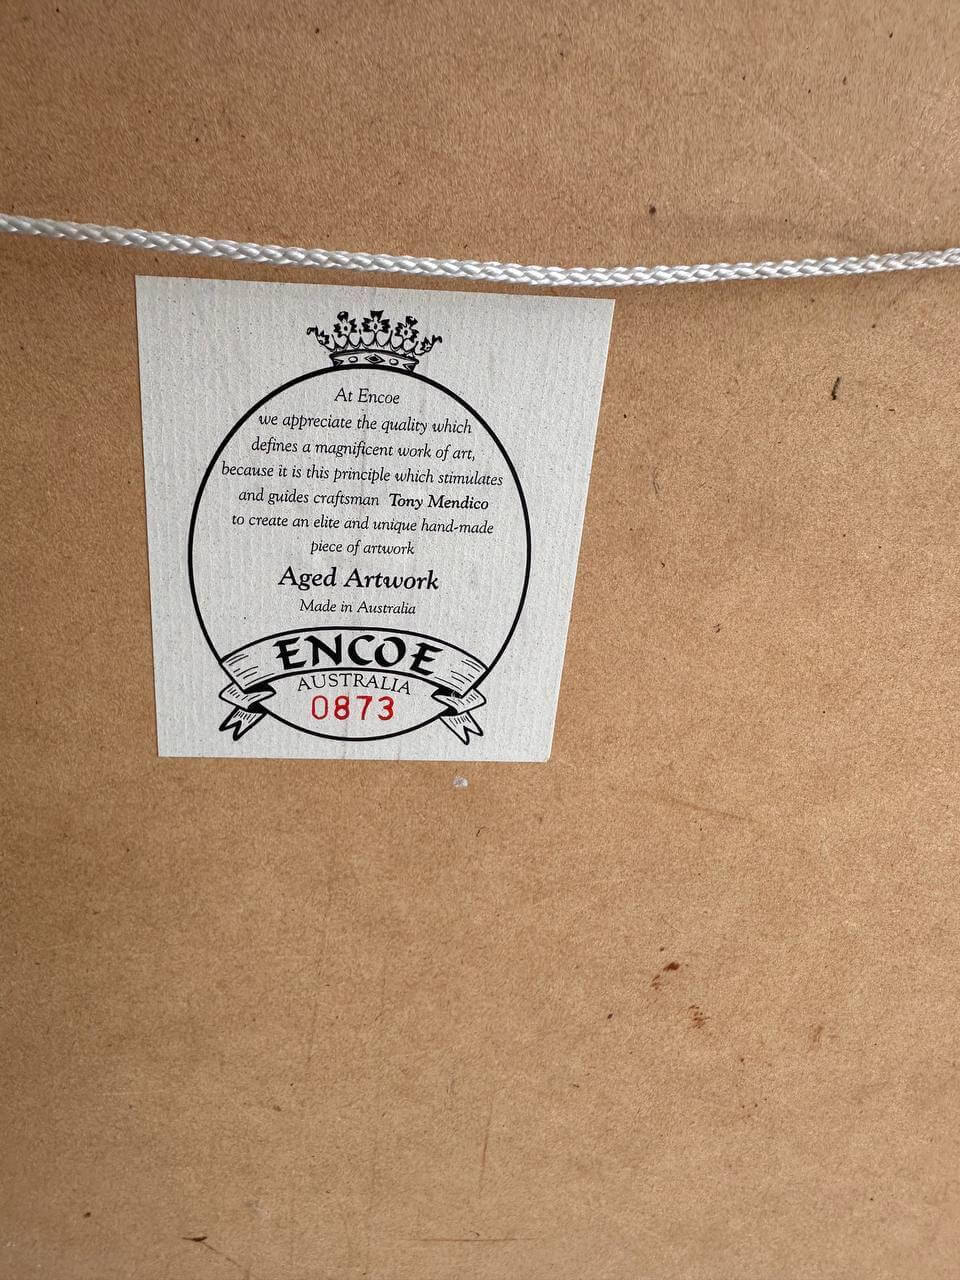 At Encoe
we appreciate the quality which
defines a magnificent work of art,
because it is this principle which stimulates
and guides craftsman Tony Mendico
to create an elite and unique hand-made
piece of artwork
Aged Artwork
Made in Australia
ENCOE
AUSTRALIA
0873